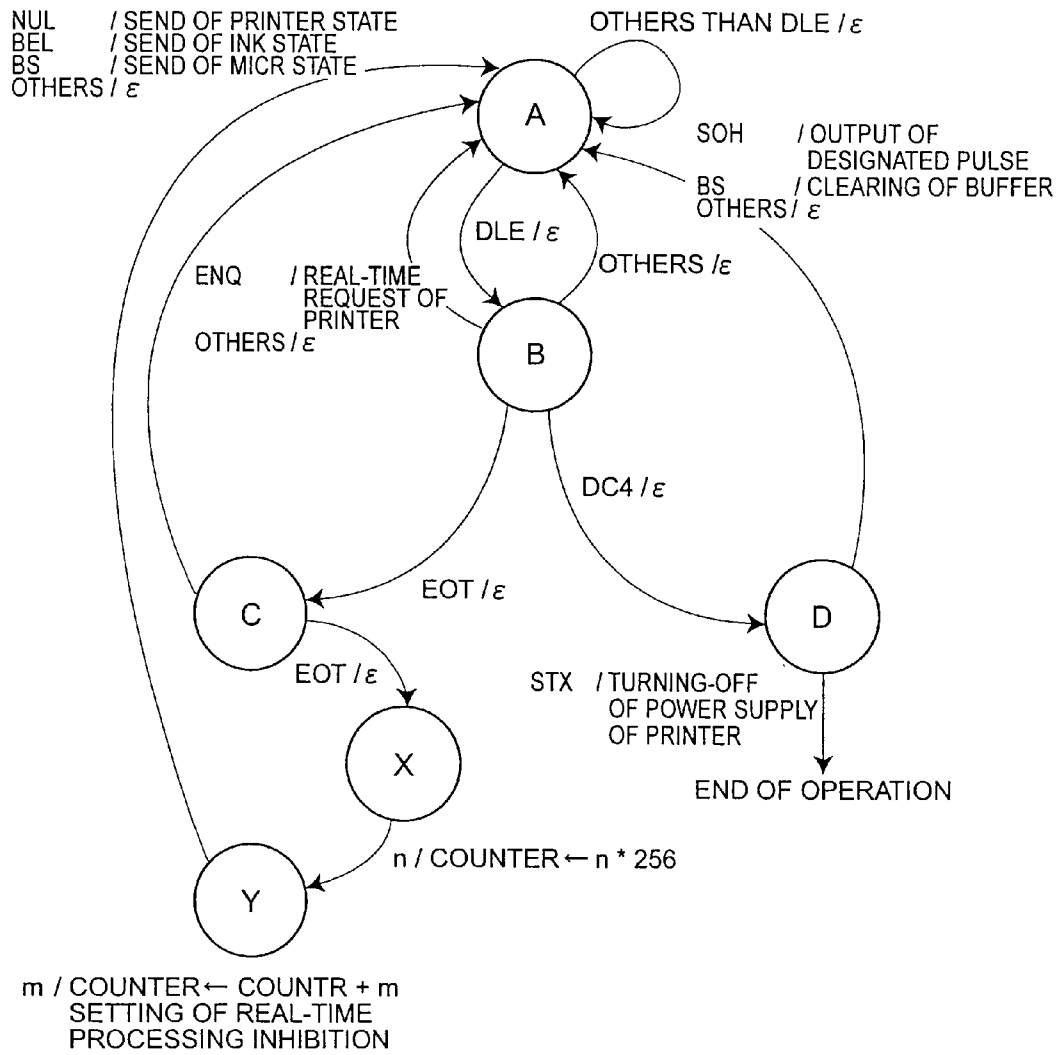 NUL / SEND OF PRINTER STATE
BEL / SEND OF INK STATE
BS / SEND OF MICR STATE
OTHERS / ε
OTHERS THAN DLE / ε
A
SOH / OUTPUT OF
DESIGNATED PULSE
BS / CLEARING OF BUFFER
OTHERS / ε
DLE / ε
OTHERS / ε
ENQ / REAL-TIME
REQUEST OF
PRINTER
OTHERS / ε
B
DC4 / ε
EOT / ε
C
D
EOT / ε
STX / TURNING-OFF
OF POWER SUPPLY
OF PRINTER
X
END OF OPERATION
n / COUNTER ← n * 256
Y
m / COUNTER ← COUNTR + m
SETTING OF REAL-TIME
PROCESSING INHIBITION